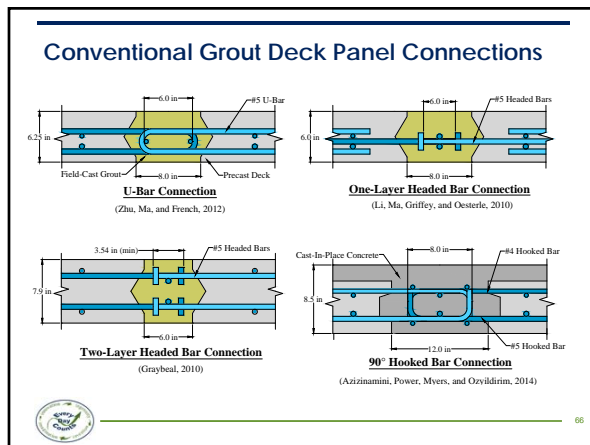 Conventional Grout Deck Panel Connections
6.0 in
#5 U-Bar
6.25 in
Field-Cast Grout
8.0 in
Precast Deck
U-Bar Connection
(Zhu, Ma, and French, 2012)
6.0 in
#5 Headed Bars
6.0 in
8.0 in
One-Layer Headed Bar Connection
(Li, Ma, Griffey, and Oesterle, 2010)
3.54 in (min)
#5 Headed Bars
7.9 in
6.0 in
Two-Layer Headed Bar Connection
(Graybeal, 2010)
Cast-In-Place Concrete
8.0 in
#4 Hooked Bar
8.5 in
#5 Hooked Bar
12.0 in
90° Hooked Bar Connection
(Azizinamini, Power, Myers, and Ozyildirim, 2014)
Every
Day
Counts
66